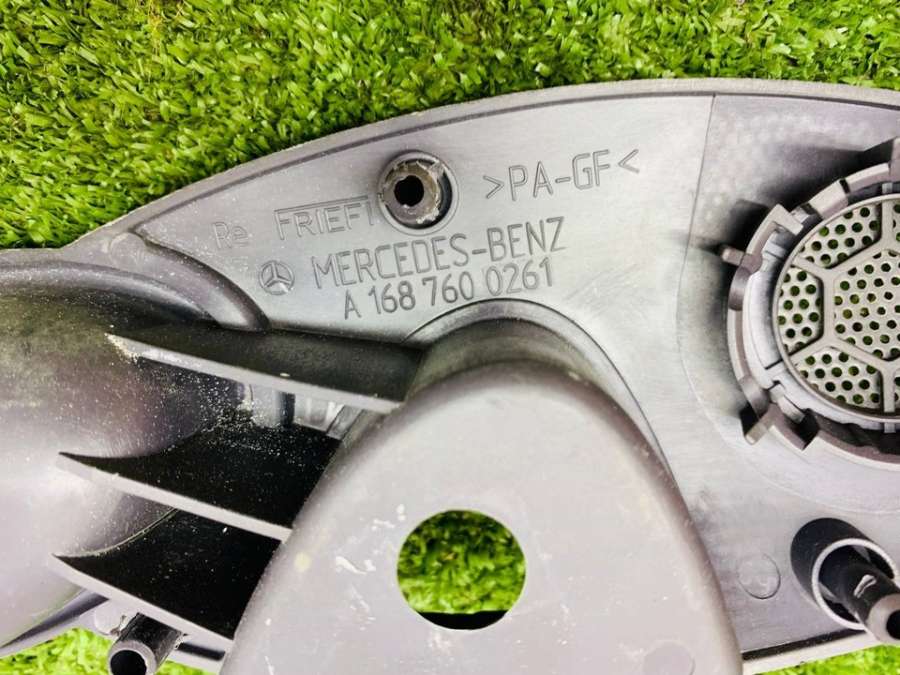 >PA-GF<
Re FRIEFI
MERCEDES-BENZ
A 168 760 0261